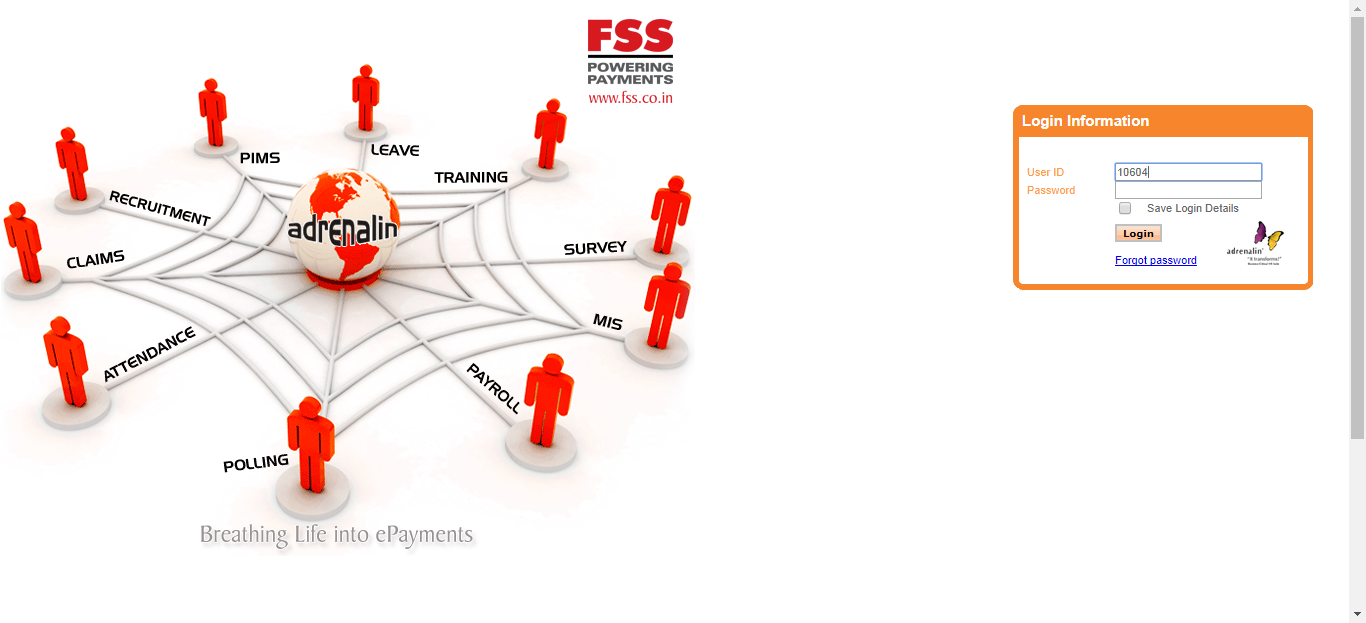 FSS
POWERING
PAYMENTS
www.fss.co.in
PIMS
LEAVE
TRAINING
RECRUITMENT
adrenalin
SURVEY
CLAIMS
MIS
ATTENDANCE
PAYROLL
POLLING
Breathing Life into ePayments
Login Information
User ID 10604
Password
Save Login Details
Login
adrenalin
"it transforms!"
Forgot password